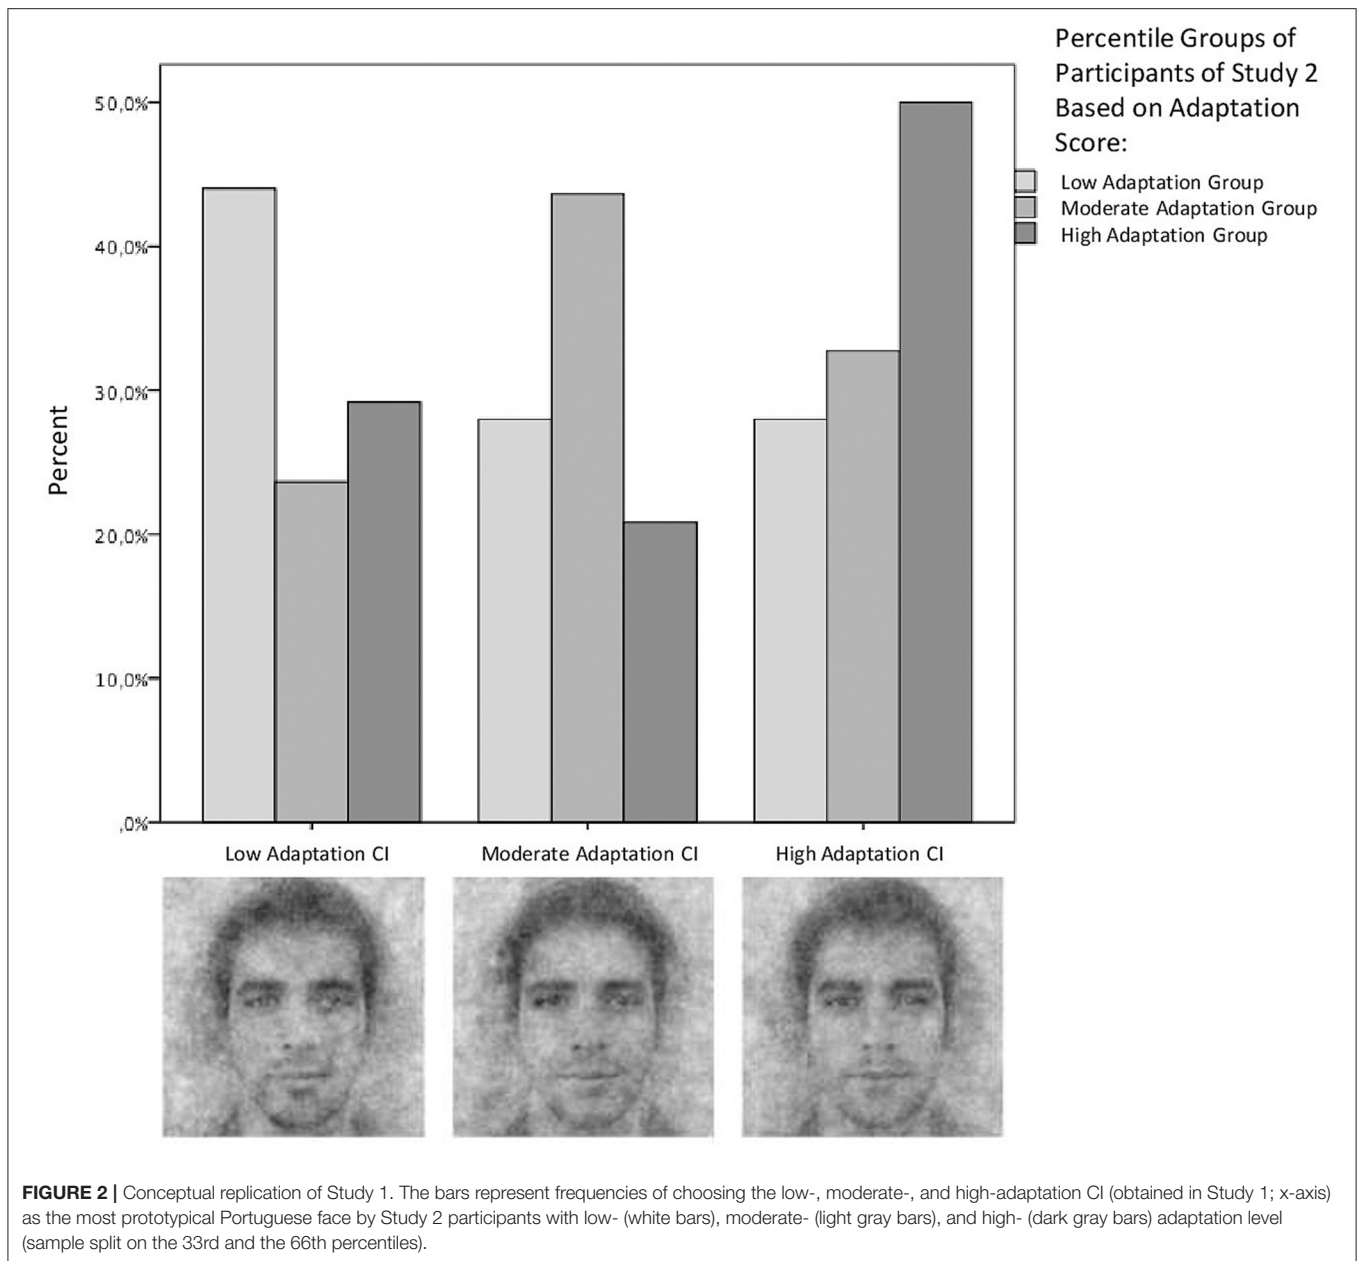 Percentile Groups of
Participants of Study 2
Based on Adaptation
Score:
Low Adaptation Group
Moderate Adaptation Group
High Adaptation Group
50,0%
40,0%
30,0%
20,0%
10,0%
,0%
Percent
Low Adaptation CI
Moderate Adaptation CI
High Adaptation CI
FIGURE 2 | Conceptual replication of Study 1. The bars represent frequencies of choosing the low-, moderate-, and high-adaptation CI (obtained in Study 1; x-axis)
as the most prototypical Portuguese face by Study 2 participants with low- (white bars), moderate- (light gray bars), and high- (dark gray bars) adaptation level
(sample split on the 33rd and the 66th percentiles).